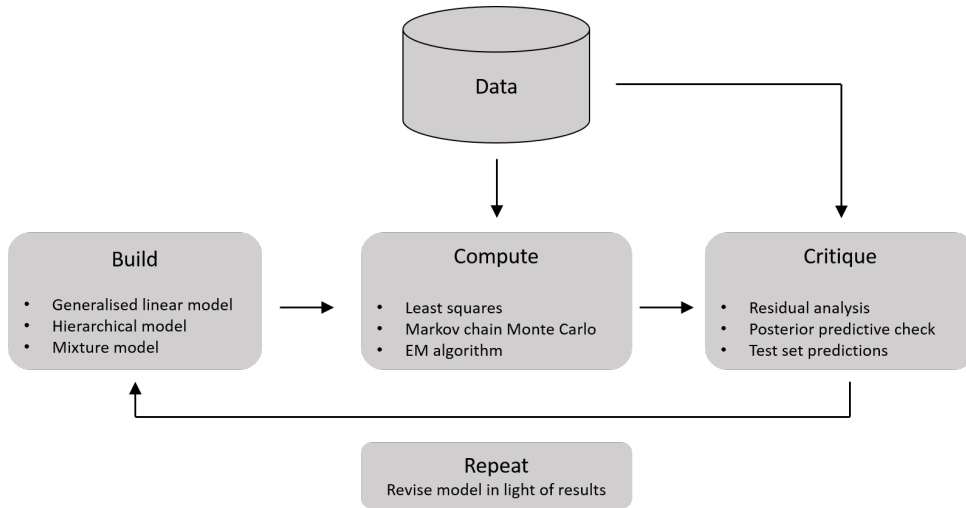 Data
Build
• Generalised linear model
• Hierarchical model
• Mixture model
Compute
• Least squares
• Markov chain Monte Carlo
• EM algorithm
Critique
• Residual analysis
• Posterior predictive check
• Test set predictions
Repeat
Revise model in light of results